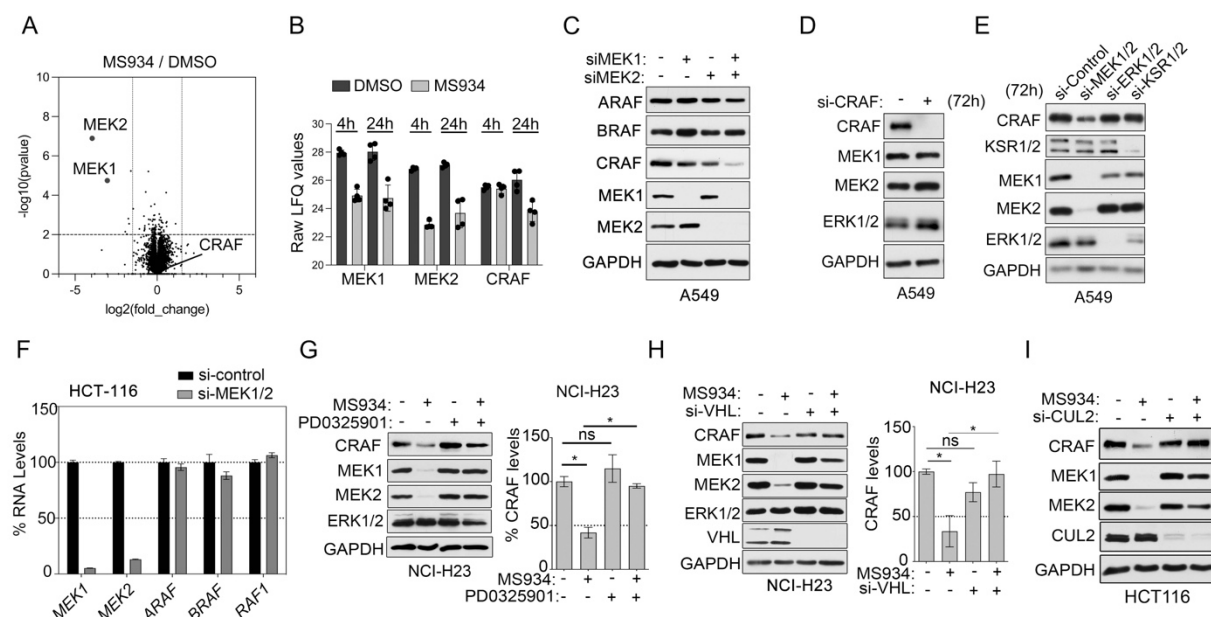 A
MS934 / DMSO
-log10(pvalue)
10
8
6
4
2
0
MEK2
MEK1
CRAF
-5 0 5
log2(fold_change)
B
DMSO MS934
4h 24h 4h 24h 4h 24h
Raw LFQ values
30
28
26
24
22
20
MEK1 MEK2 CRAF
C
siMEK1: - + - +
siMEK2: - - + +
ARAF
BRAF
CRAF
MEK1
MEK2
GAPDH
A549
D
si-CRAF: - + (72h)
CRAF
MEK1
MEK2
ERK1/2
GAPDH
A549
E
si-Control
si-MEK1/2
si-ERK1/2
si-KSR1/2
(72h)
CRAF
KSR1/2
MEK1
MEK2
ERK1/2
GAPDH
A549
F
HCT-116
si-control
si-MEK1/2
% RNA Levels
150
100
50
0
MEK1 MEK2 ARAF BRAF RAF1
G
MS934: - + - +
PD0325901: - - + +
CRAF
MEK1
MEK2
ERK1/2
GAPDH
NCI-H23
NCI-H23
% CRAF levels
150
100
50
0
*
ns
*
MS934: - + - +
PD0325901: - - + +
H
MS934: - + - +
si-VHL: - - + +
CRAF
MEK1
MEK2
ERK1/2
VHL
GAPDH
NCI-H23
NCI-H23
CRAF levels
150
100
50
0
*
ns
*
MS934: - + - +
si-VHL: - - + +
I
MS934: - + - +
si-CUL2: - - + +
CRAF
MEK1
MEK2
CUL2
GAPDH
HCT116